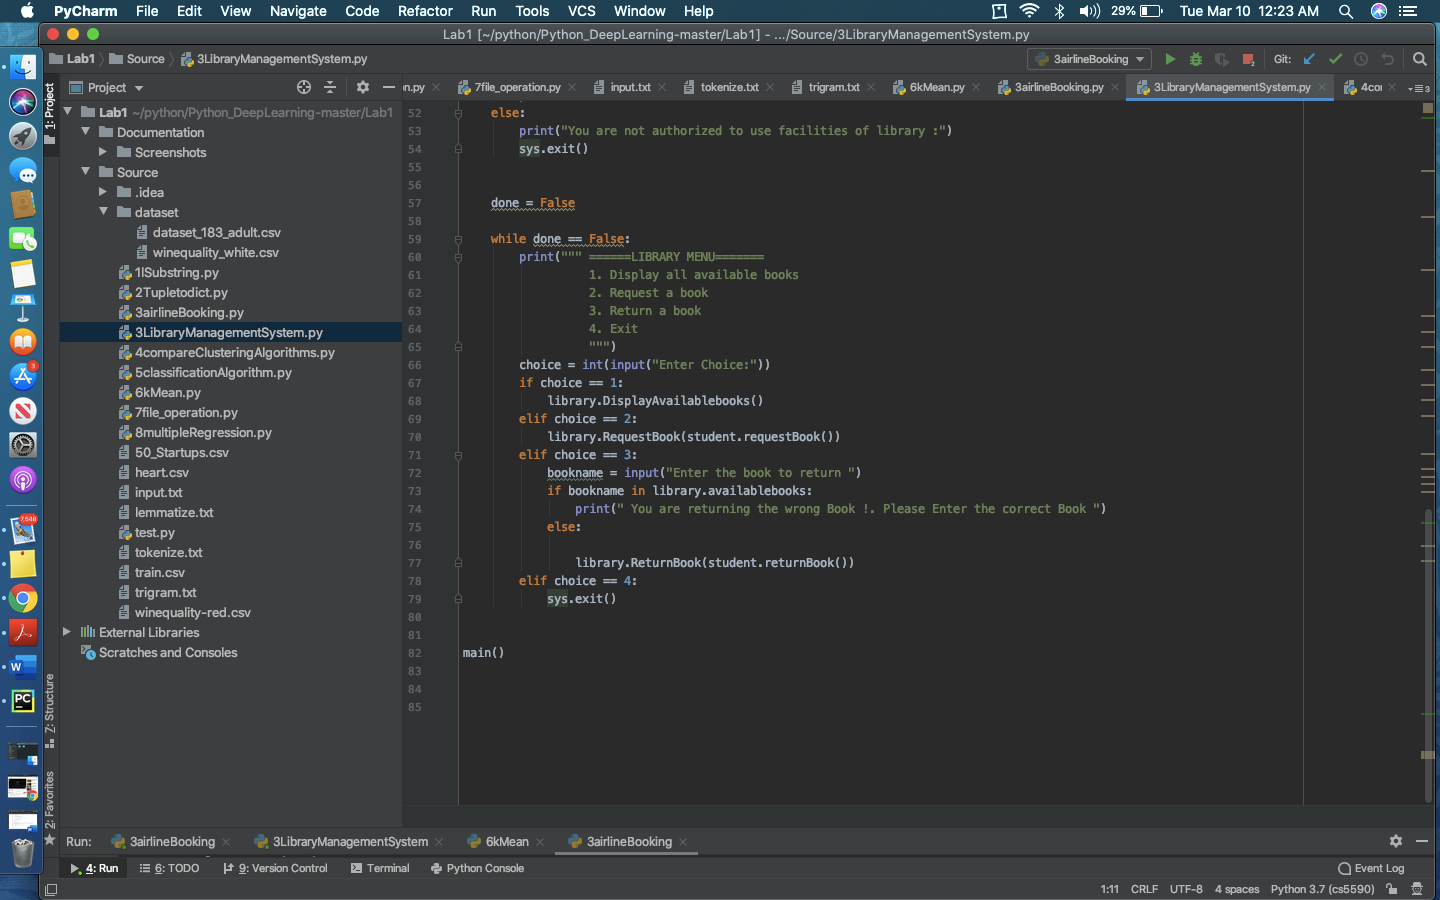 PyCharm File Edit View Navigate Code Refactor Run Tools VCS Window Help 29% Tue Mar 10 12:23 AM
Lab1 [~/python/Python_DeepLearning-master/Lab1] - .../Source/3LibraryManagementSystem.py
Lab1 Source 3LibraryManagementSystem.py 3airlineBooking Git:
Project n.py 7file_operation.py input.txt tokenize.txt trigram.txt 6kMean.py 3airlineBooking.py 3LibraryManagementSystem.py 4cor 3
1: Project
Lab1 ~/python/Python_DeepLearning-master/Lab1
Documentation
Screenshots
Source
.idea
dataset
dataset_183_adult.csv
winequality_white.csv
1lSubstring.py
2Tupletodict.py
3airlineBooking.py
3LibraryManagementSystem.py
4compareClusteringAlgorithms.py
5classificationAlgorithm.py
6kMean.py
7file_operation.py
8multipleRegression.py
50_Startups.csv
heart.csv
input.txt
lemmatize.txt
test.py
tokenize.txt
train.csv
trigram.txt
winequality-red.csv
External Libraries
Scratches and Consoles
3
7,548
W
PC
Z: Structure
2: Favorites
52 else:
53 print("You are not authorized to use facilities of library :")
54 sys.exit()
55
56
57 done = False
58
59 while done == False:
60 print(""" ======LIBRARY MENU=======
61 1. Display all available books
62 2. Request a book
63 3. Return a book
64 4. Exit
65 """)
66 choice = int(input("Enter Choice:"))
67 if choice == 1:
68 library.DisplayAvailablebooks()
69 elif choice == 2:
70 library.RequestBook(student.requestBook())
71 elif choice == 3:
72 bookname = input("Enter the book to return ")
73 if bookname in library.availablebooks:
74 print(" You are returning the wrong Book !. Please Enter the correct Book ")
75 else:
76
77 library.ReturnBook(student.returnBook())
78 elif choice == 4:
79 sys.exit()
80
81
82 main()
83
84
85
Run: 3airlineBooking 3LibraryManagementSystem 6kMean 3airlineBooking
4: Run 6: TODO 9: Version Control Terminal Python Console Event Log
1:11 CRLF UTF-8 4 spaces Python 3.7 (cs5590)